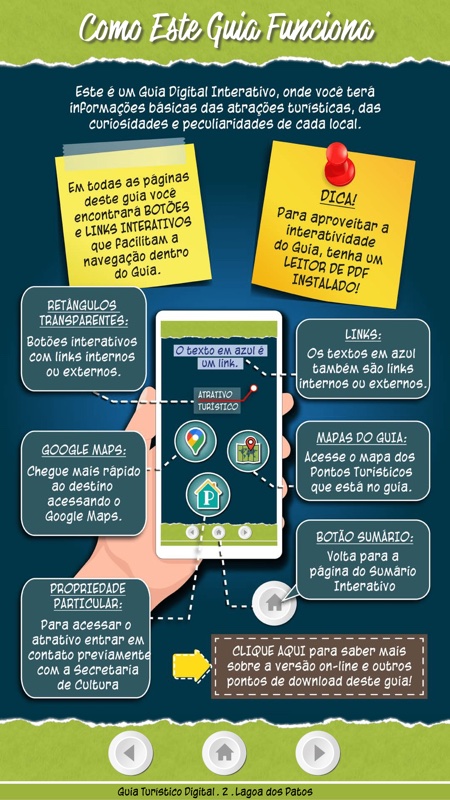 Como Este Guia Funciona
Este é um Guia Digital Interativo, onde você terá
informações básicas das atrações turísticas, das
curiosidades e peculiaridades de cada local.
Em todas as páginas
deste guia você
encontrará BOTÕES
e LINKS INTERATIVOS
que facilitam a
navegação dentro
do Guia.
DICA!
Para aproveitar a
interatividade
do Guia, tenha um
LEITOR DE PDF
INSTALADO!
RETÂNGULOS
TRANSPARENTES:
Botões interativos
com links internos
ou externos.
O texto em azul é
um link.
ATRATIVO
TURÍSTICO
LINKS:
Os textos em azul
também são links
internos ou externos.
GOOGLE MAPS:
Chegue mais rápido
ao destino
acessando o
Google Maps.
MAPAS DO GUIA:
Acesse o mapa dos
Pontos Turísticos
que está no guia.
P
BOTÃO SUMÁRIO:
Volta para a
página do Sumário
Interativo
PROPRIEDADE
PARTICULAR:
Para acessar o
atrativo entrar em
contato previamente
com a Secretaria
de Cultura
CLIQUE AQUI para saber mais
sobre a versão on-line e outros
pontos de download deste guia!
Guia Turístico Digital . 2 . Lagoa dos Patos